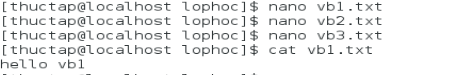 [thuctap@localhost lophoc]$ nano vb1.txt
[thuctap@localhost lophoc]$ nano vb2.txt
[thuctap@localhost lophoc]$ nano vb3.txt
[thuctap@localhost lophoc]$ cat vb1.txt
hello vb1